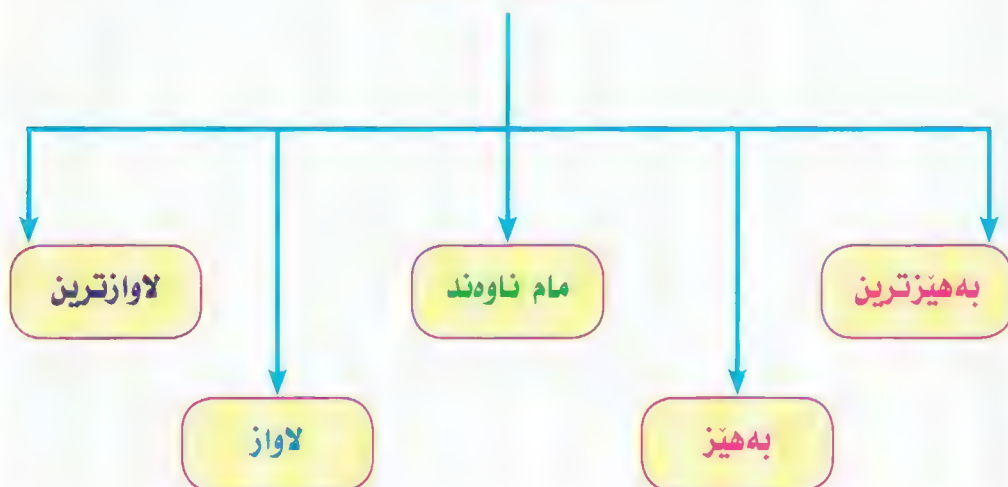 بەهێزترین
مام ناوەند
لاوازترین
بەهێز
لاواز